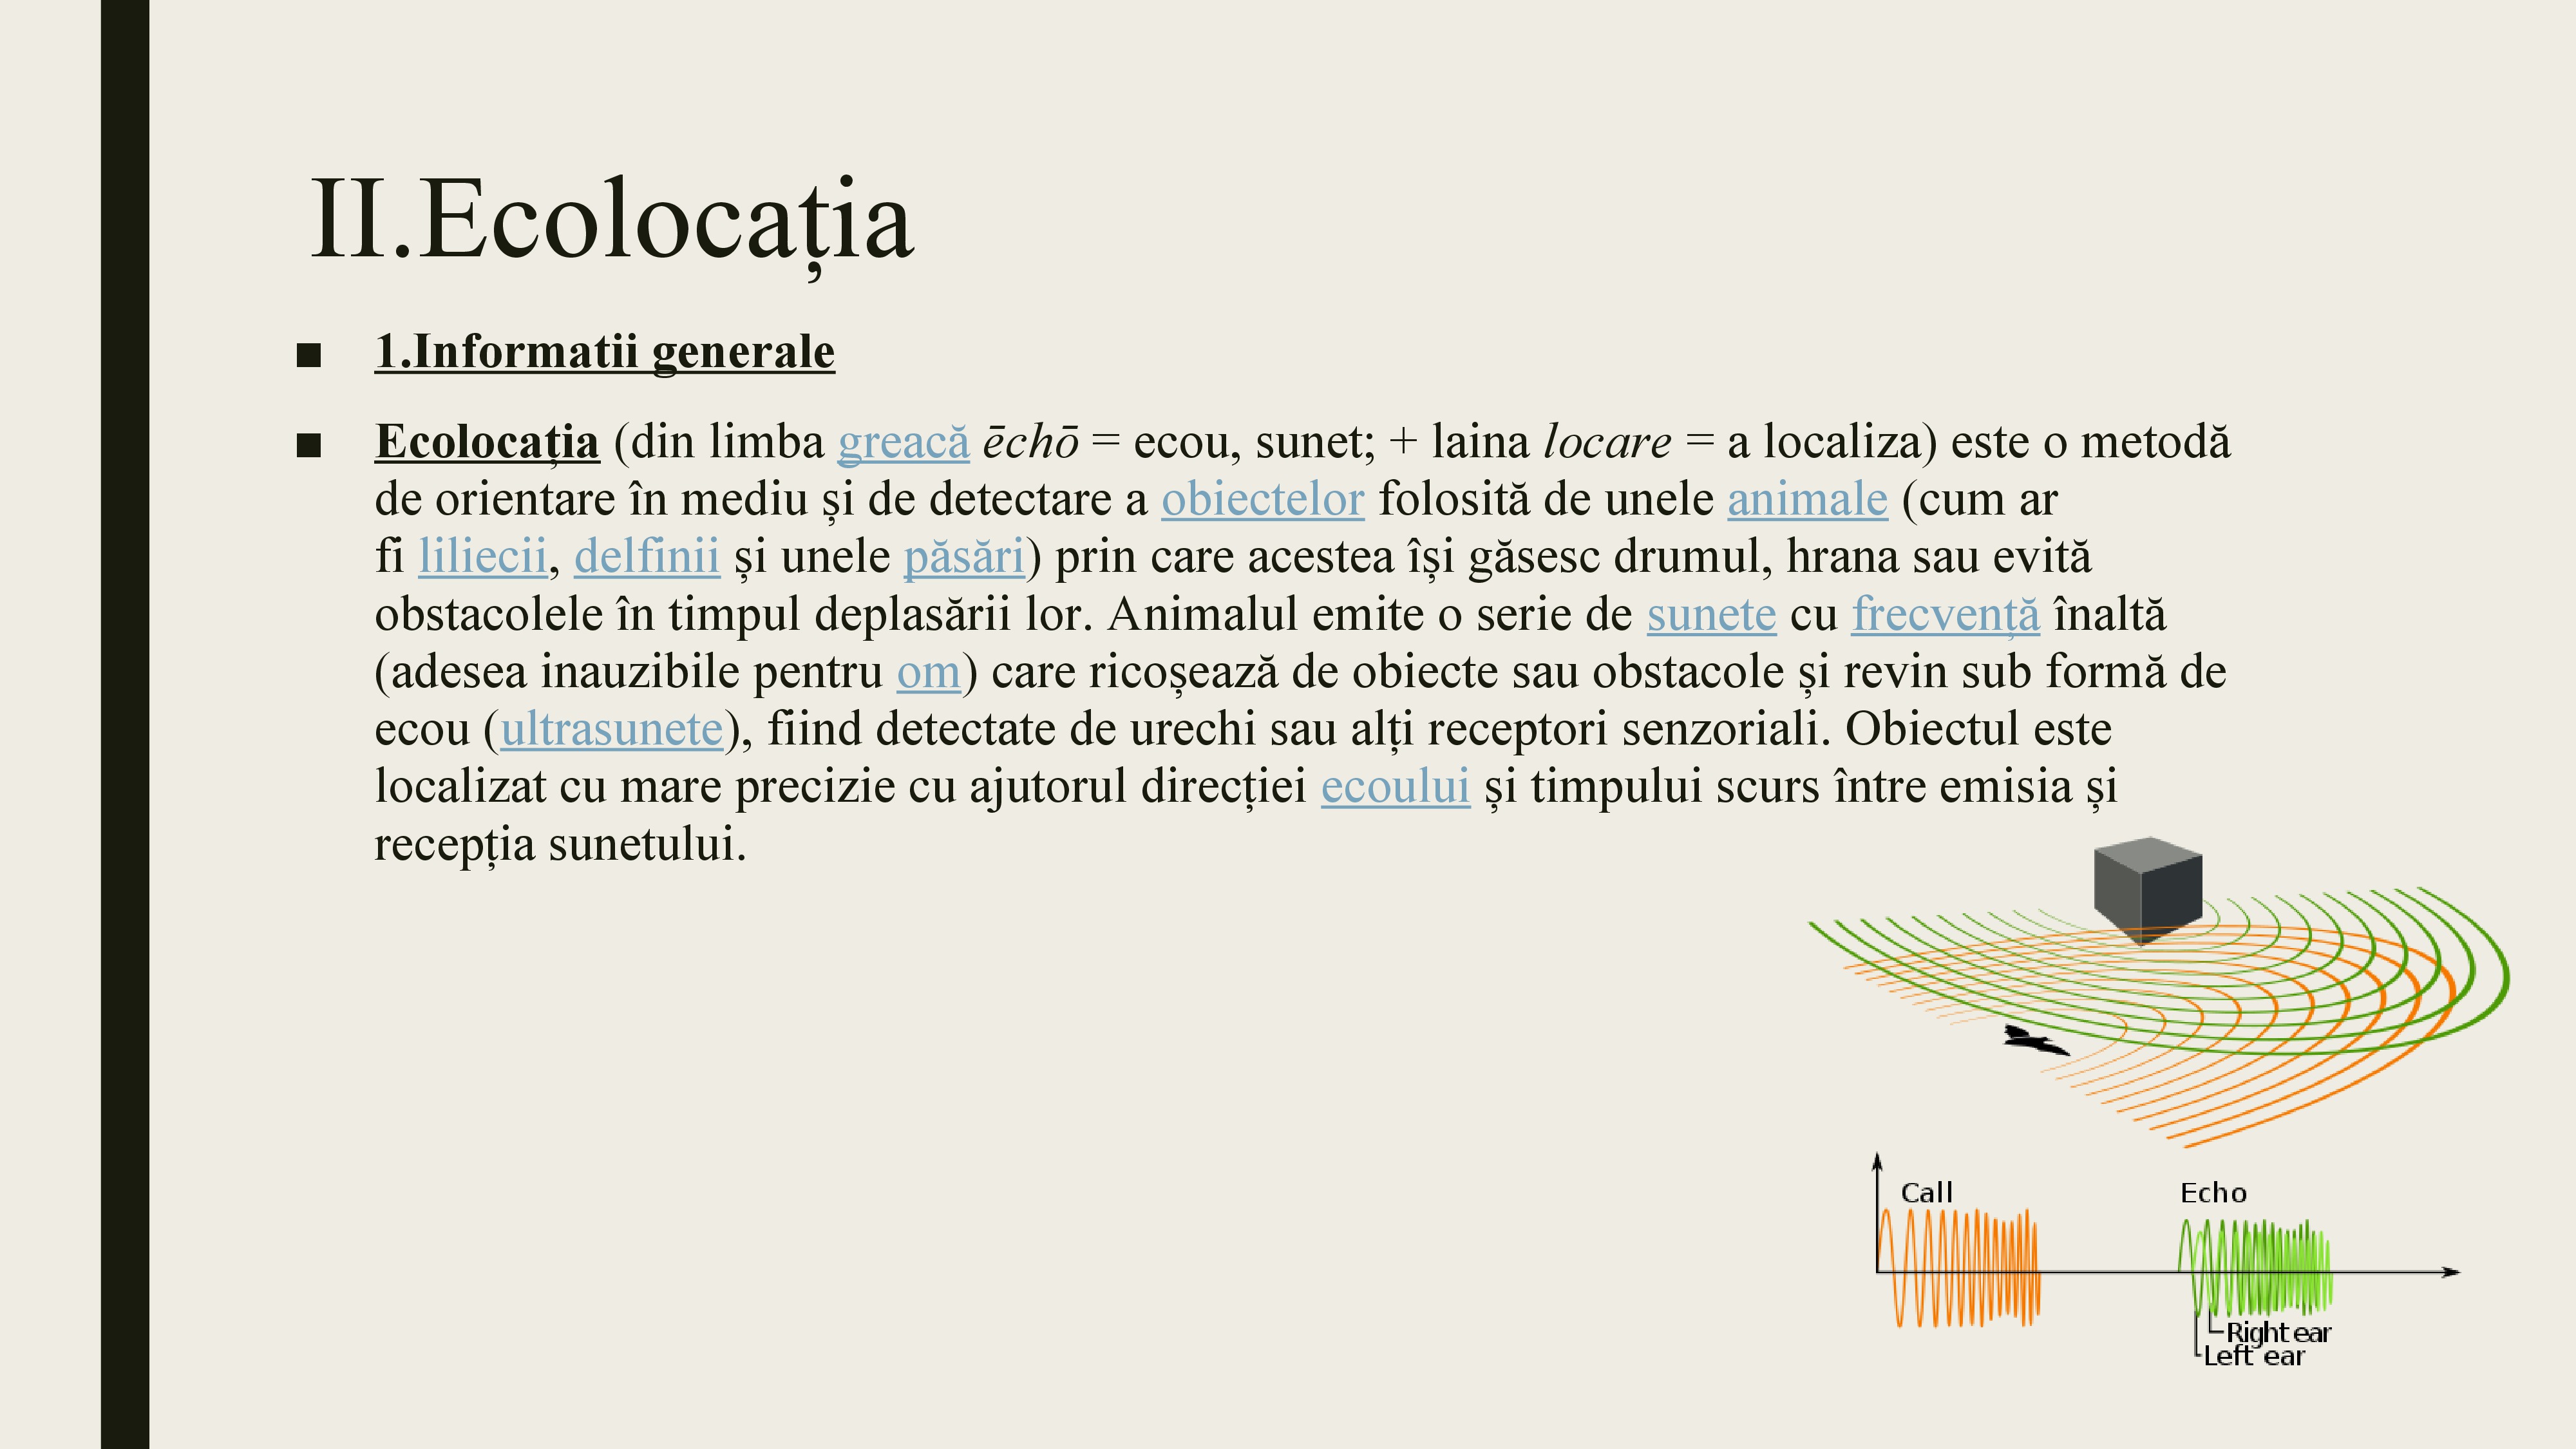 II.Ecolocația
■ 1.Informatii generale
■ Ecolocația (din limba greacă ēchō = ecou, sunet; + laina locare = a localiza) este o metodă
de orientare în mediu și de detectare a obiectelor folosită de unele animale (cum ar
fi liliecii, delfinii și unele păsări) prin care acestea își găsesc drumul, hrana sau evită
obstacolele în timpul deplasării lor. Animalul emite o serie de sunete cu frecvență înaltă
(adesea inauzibile pentru om) care ricoșează de obiecte sau obstacole și revin sub formă de
ecou (ultrasunete), fiind detectate de urechi sau alți receptori senzoriali. Obiectul este
localizat cu mare precizie cu ajutorul direcției ecoului și timpului scurs între emisia și
recepția sunetului.
Call
Echo
Right ear
Left ear